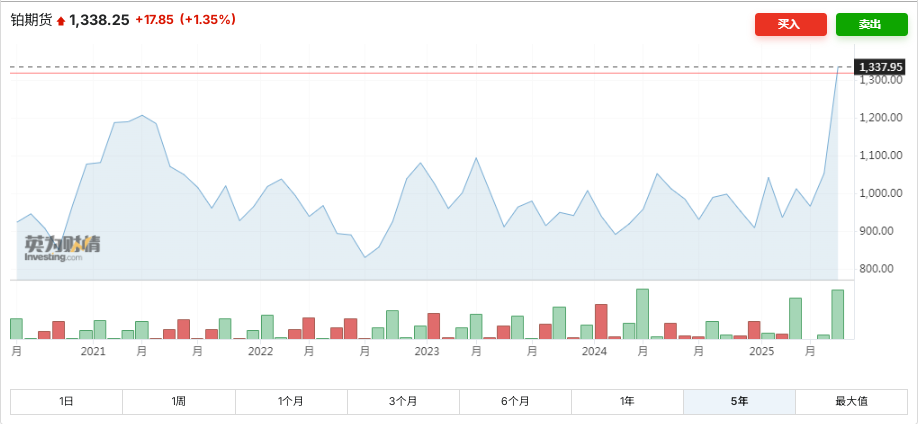 铂期货 1,338.25 +17.85 (+1.35%)
买入 卖出
1,337.95
1,300.00
1,200.00
1,100.00
1,000.00
900.00
800.00
英为财情
Investing.com
月 2021 月 月 2022 月 月 2023 月 月 2024 月 月 2025 月
1日 1周 1个月 3个月 6个月 1年 5年 最大值